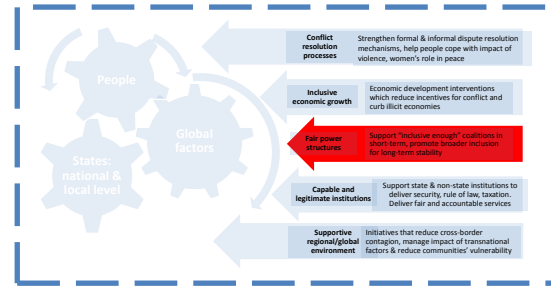 People
Global
factors
States:
national &
local level
Conflict
resolution
processes
Strengthen formal & informal dispute resolution
mechanisms, help people cope with impact of
violence, women's role in peace
Inclusive
economic growth
Economic development interventions
which reduce incentives for conflict and
curb illicit economies
Fair power
structures
Support "inclusive enough" coalitions in
short-term, promote broader inclusion
for long-term stability
Capable and
legitimate institutions
Support state & non-state institutions to
deliver security, rule of law, taxation.
Deliver fair and accountable services
Supportive
regional/global
environment
Initiatives that reduce cross-border
contagion, manage impact of transnational
factors & reduce communities' vulnerability